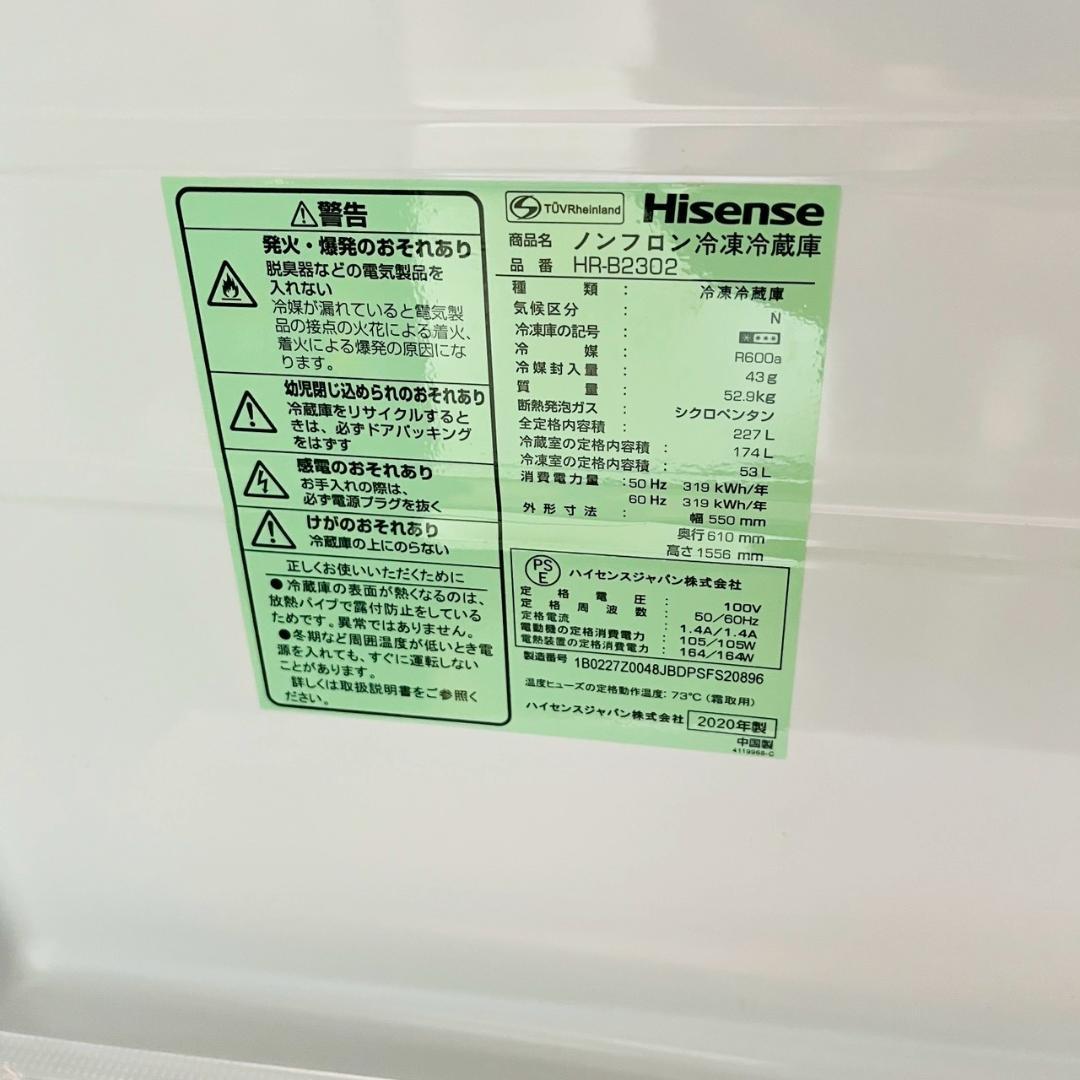 ⚠警告
発火・爆発のおそれあり
脱臭器などの電気製品を
入れない
冷媒が漏れていると電気製
品の接点の火花による着火、
着火による爆発の原因にな
ります。
幼児閉じ込められのおそれあり
冷蔵庫をリサイクルすると
きは、必ずドアパッキング
をはずす
感電のおそれあり
お手入れの際は、
必ず電源プラグを抜く
けがのおそれあり
冷蔵庫の上にのらない
正しくお使いいただくために
●冷蔵庫の表面が熱くなるのは、
放熱パイプで露付防止をしている
ためです。異常ではありません。
●冬期など周囲温度が低いとき電
源を入れても、すぐに運転しない
ことがあります。
詳しくは取扱説明書をご参照く
ださい。
TÜVRheinland Hisense
商品名 ノンフロン冷凍冷蔵庫
品番 HR-B2302
種類 : 冷凍冷蔵庫
気候区分 : N
冷凍庫の記号 : ****
冷媒 : R600a
冷媒封入量 : 43g
質量 : 52.9kg
断熱発泡ガス : シクロペンタン
全定格内容積 : 227L
冷蔵室の定格内容積 : 174L
冷凍室の定格内容積 : 53L
消費電力量 :50 Hz 319 kWh/年
60 Hz 319 kWh/年
外形寸法 : 幅 550 mm
奥行 610 mm
高さ 1556 mm
PSE ハイセンスジャパン株式会社
定格電圧 : 100V
定格周波数 : 50/60Hz
定格電流 : 1.4A/1.4A
電動機の定格消費電力 : 105/105W
電熱装置の定格消費電力 : 164/164W
製造番号 1B0227Z0048JBDPSFS20896
温度ヒューズの定格動作温度: 73℃ (霜取用)
ハイセンスジャパン株式会社 2020年製
中国製
4119968-C